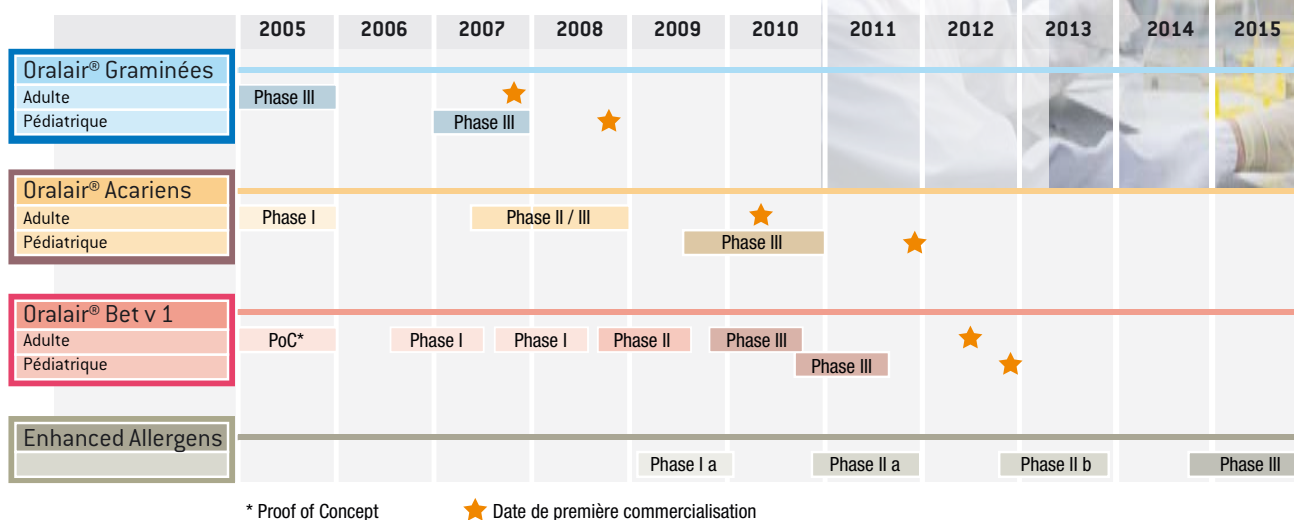 2005 2006 2007 2008 2009 2010 2011 2012 2013 2014 2015
Oralair® Graminées
Adulte Phase III
Pédiatrique Phase III
Oralair® Acariens
Adulte Phase I Phase II / III
Pédiatrique Phase III
Oralair® Bet v 1
Adulte PoC* Phase I Phase I Phase II Phase III
Pédiatrique Phase III
Enhanced Allergens
Phase I a Phase II a Phase II b Phase III
* Proof of Concept Date de première commercialisation